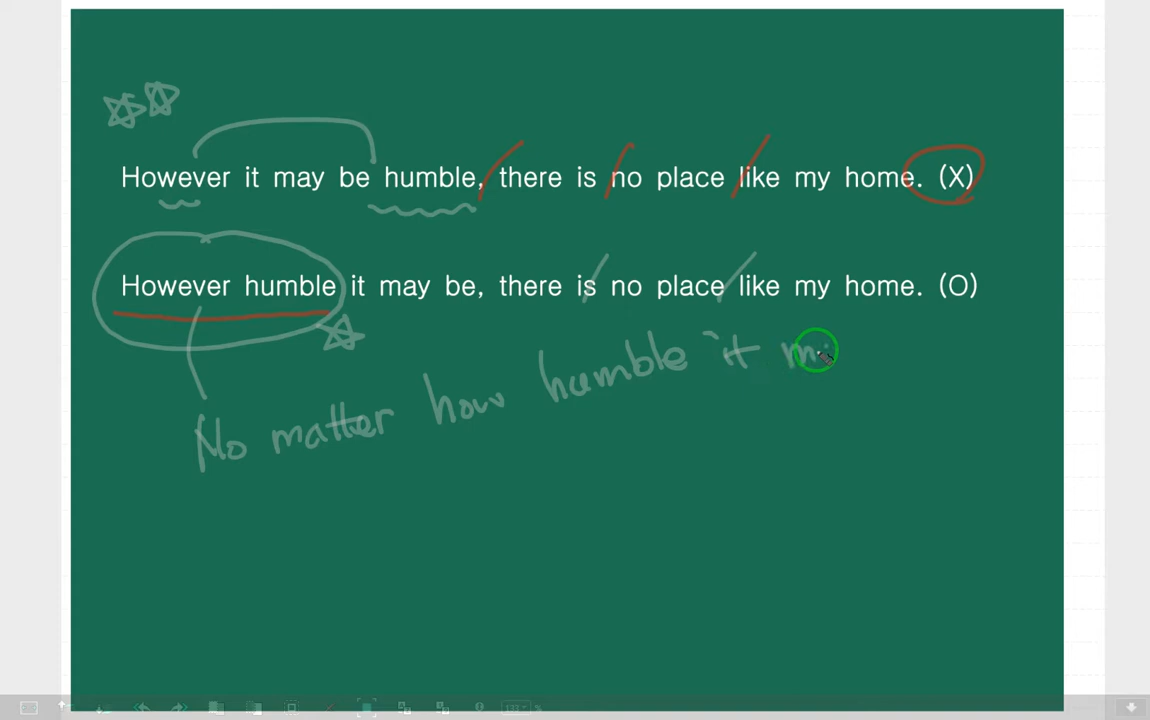 However it may be humble, there is no place like my home. (X)
However humble it may be, there is no place like my home. (O)
No matter how humble it m
133 %